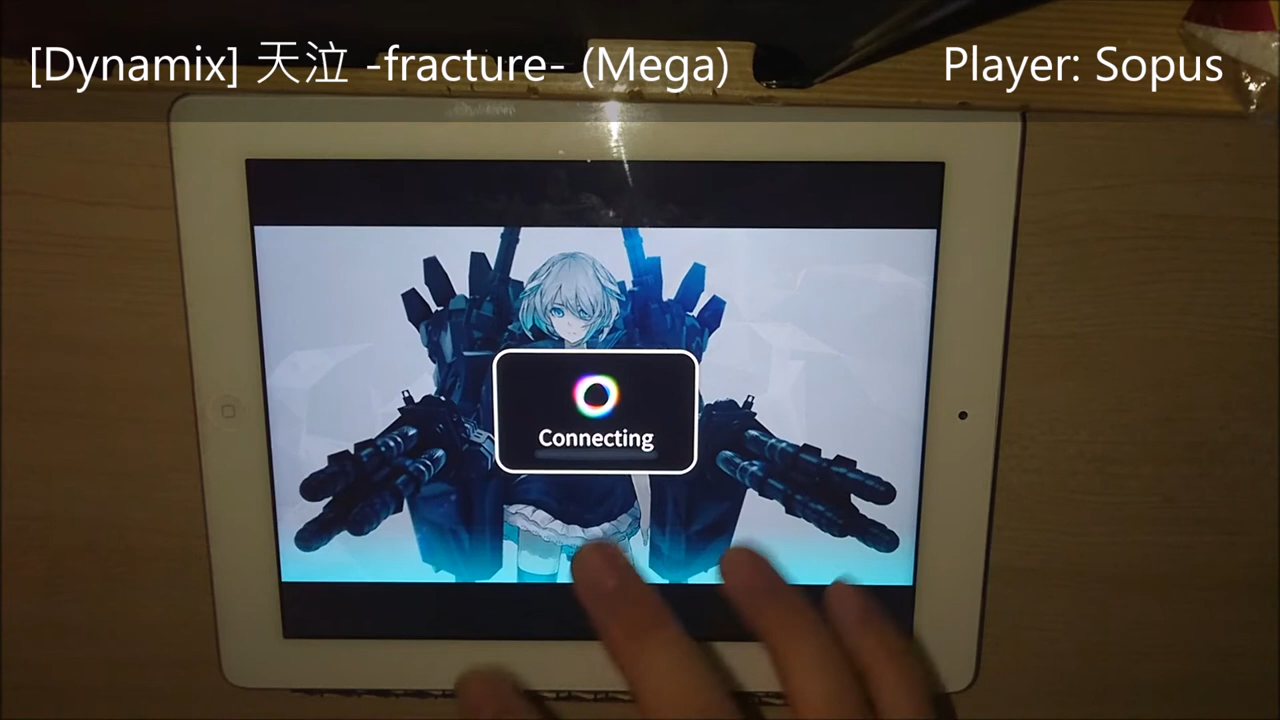 [Dynamix] 天泣 -fracture- (Mega)
Player: Sopus
Connecting